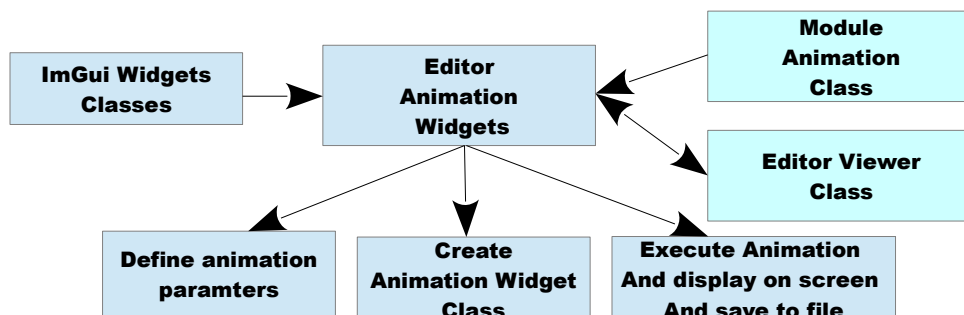 ImGui Widgets
Classes
Editor
Animation
Widgets
Module
Animation
Class
Editor Viewer
Class
Define animation
paramters
Create
Animation Widget
Class
Execute Animation
And display on screen
And save to file